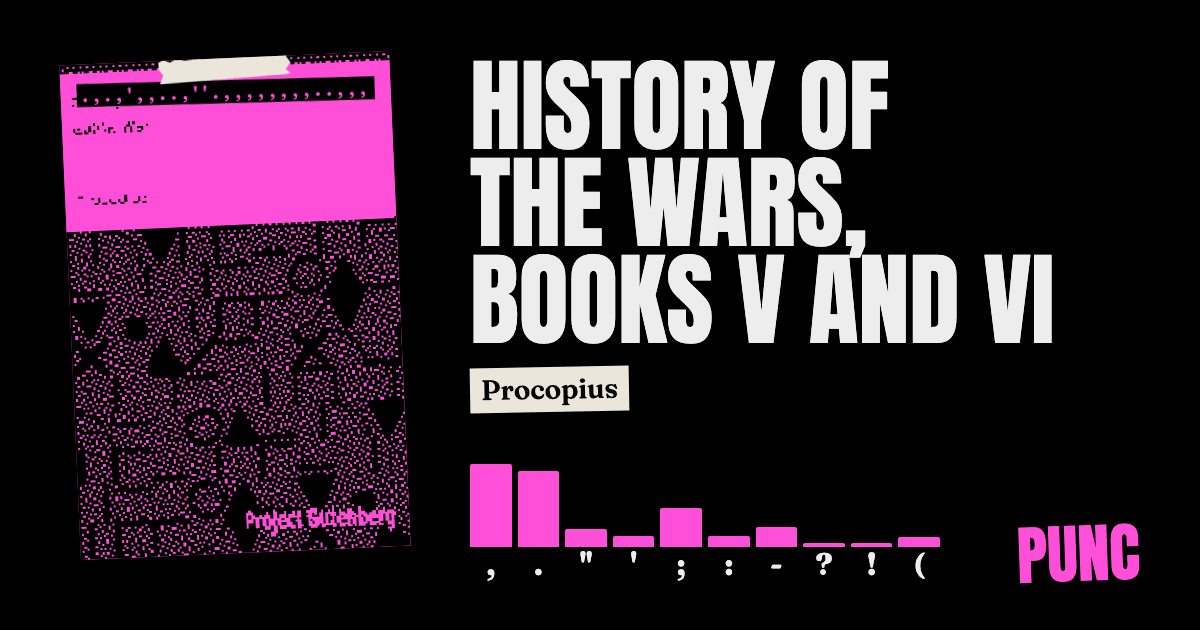 . , . , ' , , . . , ' ' . , , , , , , , , . . , , ,
Project Gutenberg
HISTORY OF
THE WARS,
BOOKS V AND VI
Procopius
, . " ' ; : - ? ! (
PUNC